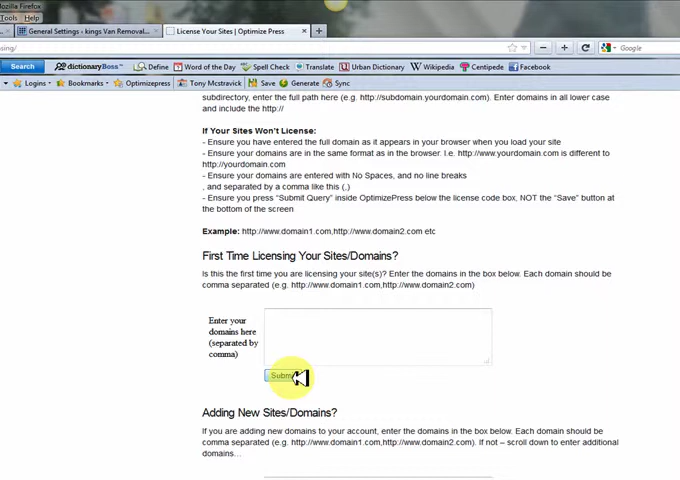 Mozilla Firefox
Tools Help
General Settings - kings Van Removal... × License Your Sites | Optimize Press × +
Google
Search dictionaryBoss Define Word of the Day Spell Check Translate Urban Dictionary Wikipedia Centipede Facebook
Logins Bookmarks Optimizepress Tony Mcstravick Save Generate Sync
subdirectory, enter the full path here (e.g. http://subdomain.yourdomain.com). Enter domains in all lower case
and include the http://
If Your Sites Won't License:
- Ensure you have entered the full domain as it appears in your browser when you load your site
- Ensure your domains are in the same format as in the browser. I.e. http://www.yourdomain.com is different to
http://yourdomain.com
- Ensure your domains are entered with No Spaces, and no line breaks
, and separated by a comma like this (,)
- Ensure you press "Submit Query" inside OptimizePress below the license code box, NOT the "Save" button at
the bottom of the screen
Example: http://www.domain1.com,http://www.domain2.com etc
First Time Licensing Your Sites/Domains?
Is this the first time you are licensing your site(s)? Enter the domains in the box below. Each domain should be
comma separated (e.g. http://www.domain1.com,http://www.domain2.com)
Enter your
domains here
(separated by
comma)
Adding New Sites/Domains?
If you are adding new domains to your account, enter the domains in the box below. Each domain should be
comma separated (e.g. http://www.domain1.com,http://www.domain2.com). If not – scroll down to enter additional
domains…